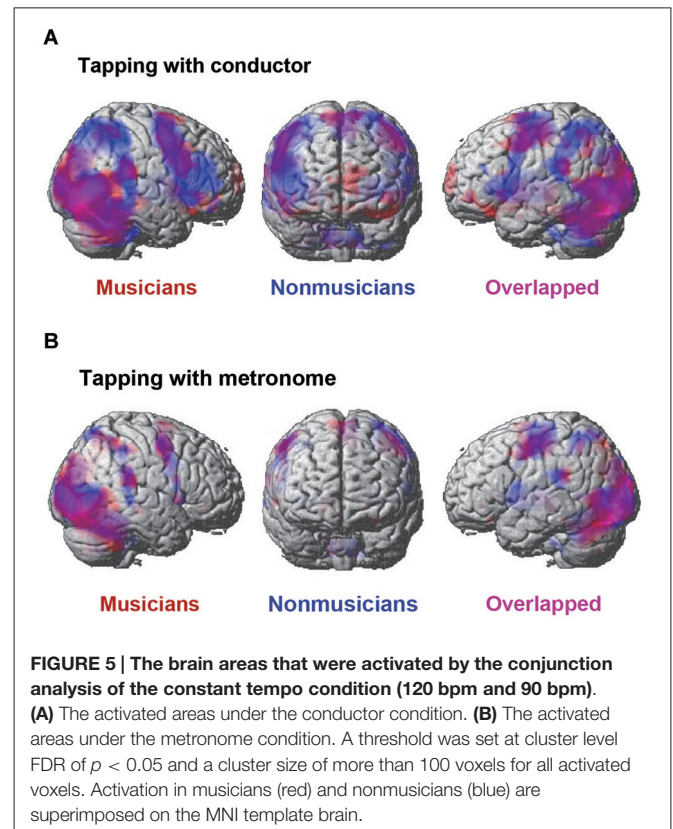 A
Tapping with conductor
Musicians Nonmusicians Overlapped
B
Tapping with metronome
Musicians Nonmusicians Overlapped
FIGURE 5 | The brain areas that were activated by the conjunction
analysis of the constant tempo condition (120 bpm and 90 bpm).
(A) The activated areas under the conductor condition. (B) The activated
areas under the metronome condition. A threshold was set at cluster level
FDR of p < 0.05 and a cluster size of more than 100 voxels for all activated
voxels. Activation in musicians (red) and nonmusicians (blue) are
superimposed on the MNI template brain.